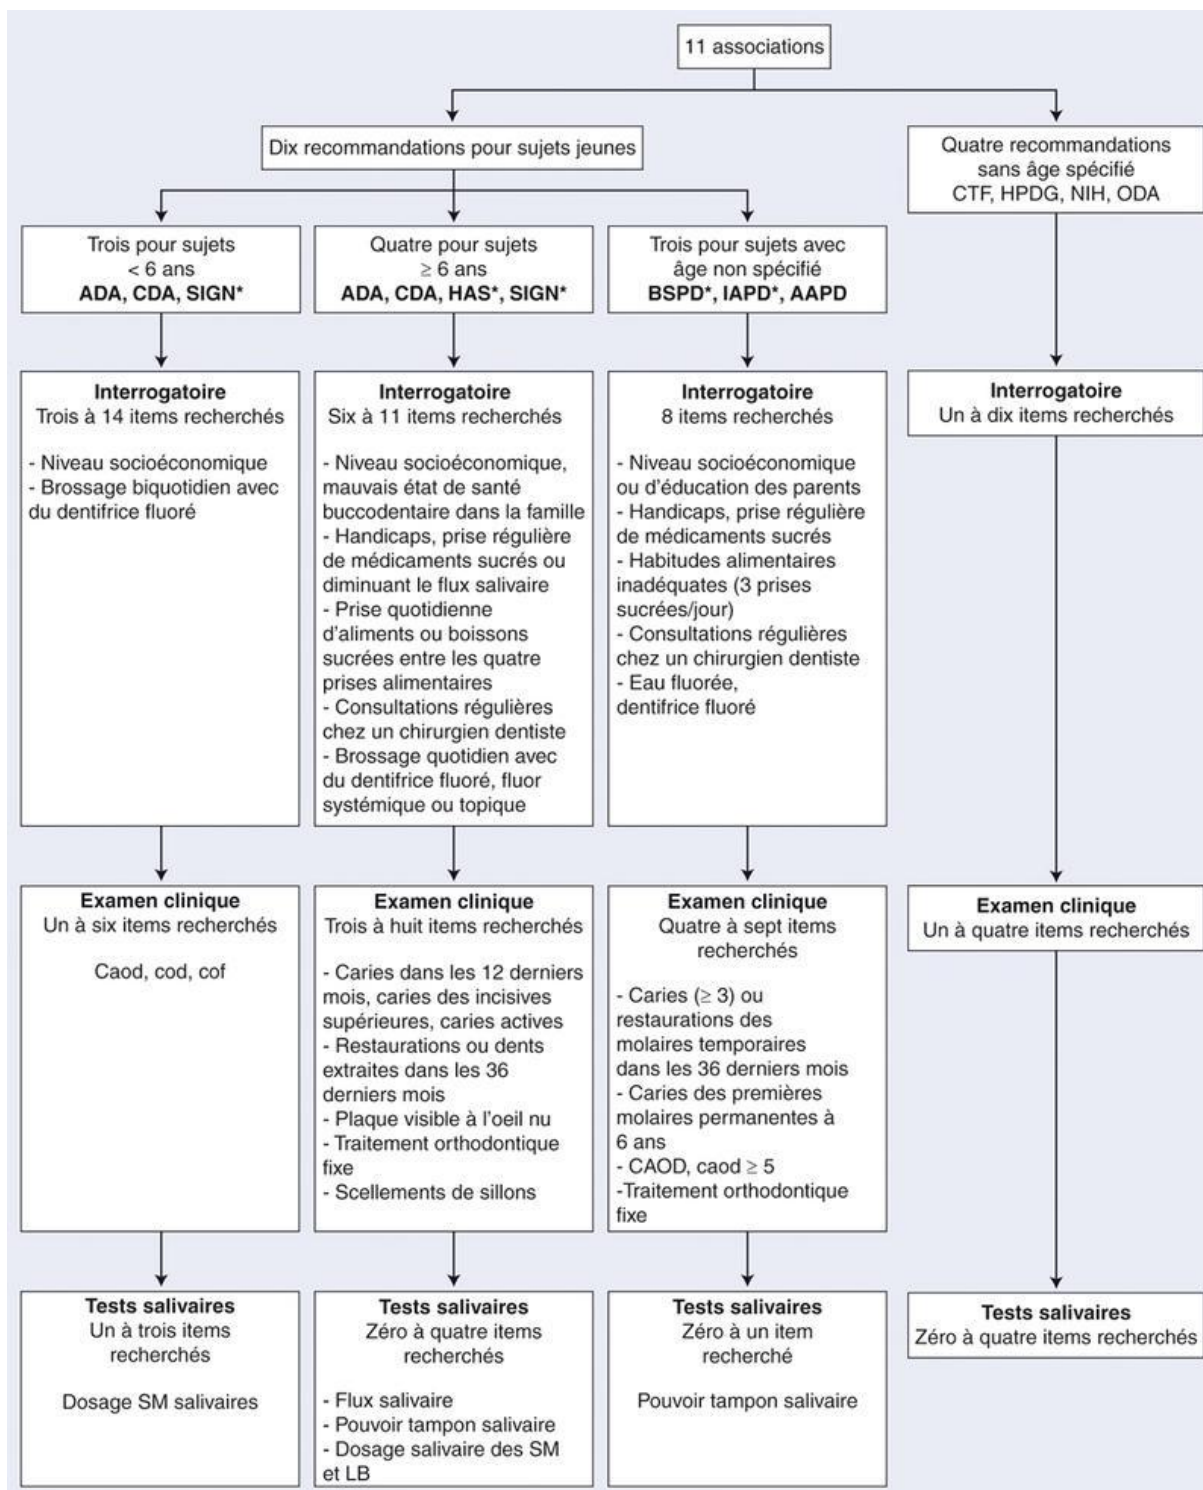 11 associations
Dix recommandations pour sujets jeunes
Quatre recommandations
sans âge spécifié
CTF, HPDG, NIH, ODA
Trois pour sujets
< 6 ans
ADA, CDA, SIGN*
Quatre pour sujets
≥ 6 ans
ADA, CDA, HAS*, SIGN*
Trois pour sujets avec
âge non spécifié
BSPD*, IAPD*, AAPD
Interrogatoire
Trois à 14 items recherchés
- Niveau socioéconomique
- Brossage biquotidien avec
du dentifrice fluoré
Interrogatoire
Six à 11 items recherchés
- Niveau socioéconomique,
mauvais état de santé
buccodentaire dans la famille
- Handicaps, prise régulière
de médicaments sucrés ou
diminuant le flux salivaire
- Prise quotidienne
d'aliments ou boissons
sucrées entre les quatre
prises alimentaires
- Consultations régulières
chez un chirurgien dentiste
- Brossage quotidien avec
du dentifrice fluoré, fluor
systémique ou topique
Interrogatoire
8 items recherchés
- Niveau socioéconomique
ou d'éducation des parents
- Handicaps, prise régulière
de médicaments sucrés
- Habitudes alimentaires
inadéquates (3 prises
sucrées/jour)
- Consultations régulières
chez un chirurgien dentiste
- Eau fluorée,
dentifrice fluoré
Interrogatoire
Un à dix items recherchés
Examen clinique
Un à six items recherchés
Caod, cod, cof
Examen clinique
Trois à huit items recherchés
- Caries dans les 12 derniers
mois, caries des incisives
supérieures, caries actives
- Restaurations ou dents
extraites dans les 36
derniers mois
- Plaque visible à l'oeil nu
- Traitement orthodontique
fixe
- Scellements de sillons
Examen clinique
Quatre à sept items
recherchés
- Caries (≥ 3) ou
restaurations des
molaires temporaires
dans les 36 derniers mois
- Caries des premières
molaires permanentes à
6 ans
- CAOD, caod ≥ 5
-Traitement orthodontique
fixe
Examen clinique
Un à quatre items recherchés
Tests salivaires
Un à trois items
recherchés
Dosage SM salivaires
Tests salivaires
Zéro à quatre items
recherchés
- Flux salivaire
- Pouvoir tampon salivaire
- Dosage salivaire des SM
et LB
Tests salivaires
Zéro à un item
recherché
Pouvoir tampon salivaire
Tests salivaires
Zéro à quatre items recherchés